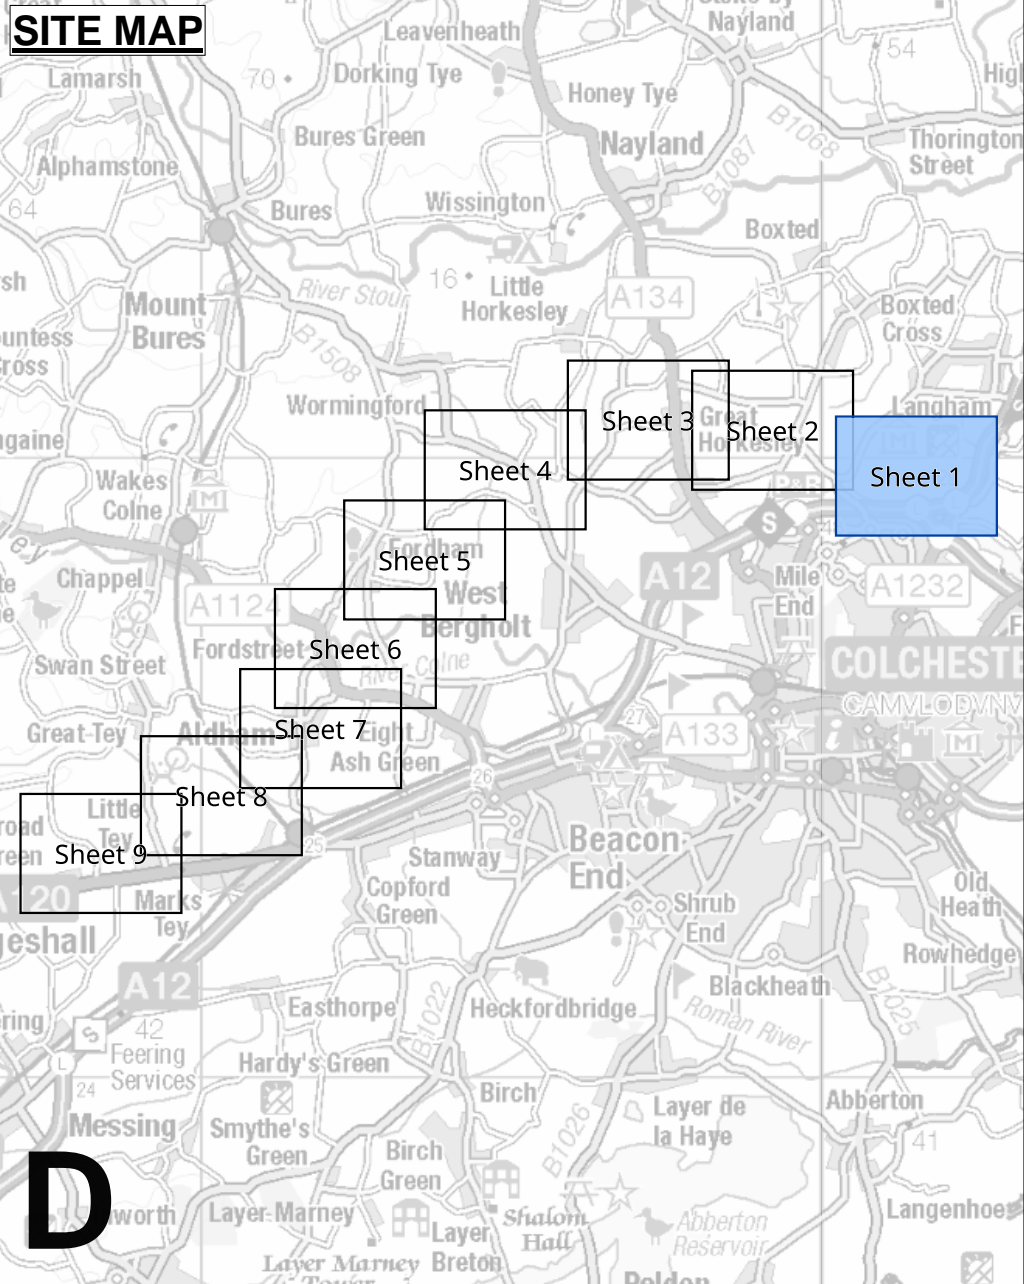 SITE MAP
Nayland
Leavenheath
Lamarsh
70
Dorking Tye
54
Honey Tye
B1068
Bures Green
Nayland
Thorington
Street
Alphamstone
B1087
64
Bures
Wissington
Boxted
16
Little
Horkesley
River Stour
A134
Mount
Bures
Boxted
Cross
B1508
Wormingford
Langham
Sheet 3
Great
Horkesley
Sheet 2
Sheet 4
Sheet 1
Wakes
Colne
S
Fordham
Sheet 5
Chappel
A12
Mile
End
A1232
West
Bergholt
A1124
Fordstreet
Sheet 6
River Colne
Swan Street
COLCHESTE
CAMVLODVNV
Great Tey
Aldham
Sheet 7
Eight
Ash Green
27
A133
26
Sheet 8
Little
Tey
Sheet 9
25
Beacon
End
Stanway
Copford
Green
Marks
Tey
Shrub
End
Old
Heath
Rowhedge
A12
Blackheath
B1022
B1025
Easthorpe
Heckfordbridge
Roman River
S
42
Feering
Services
Hardy's Green
L
24
Birch
Layer de
la Haye
Abberton
Messing
Smythe's
Green
Birch
Green
B1026
41
D
Layer Marney
Shalom
Hall
Abberton
Reservoir
Layer
Breton
Layer Marney
Langenhoe